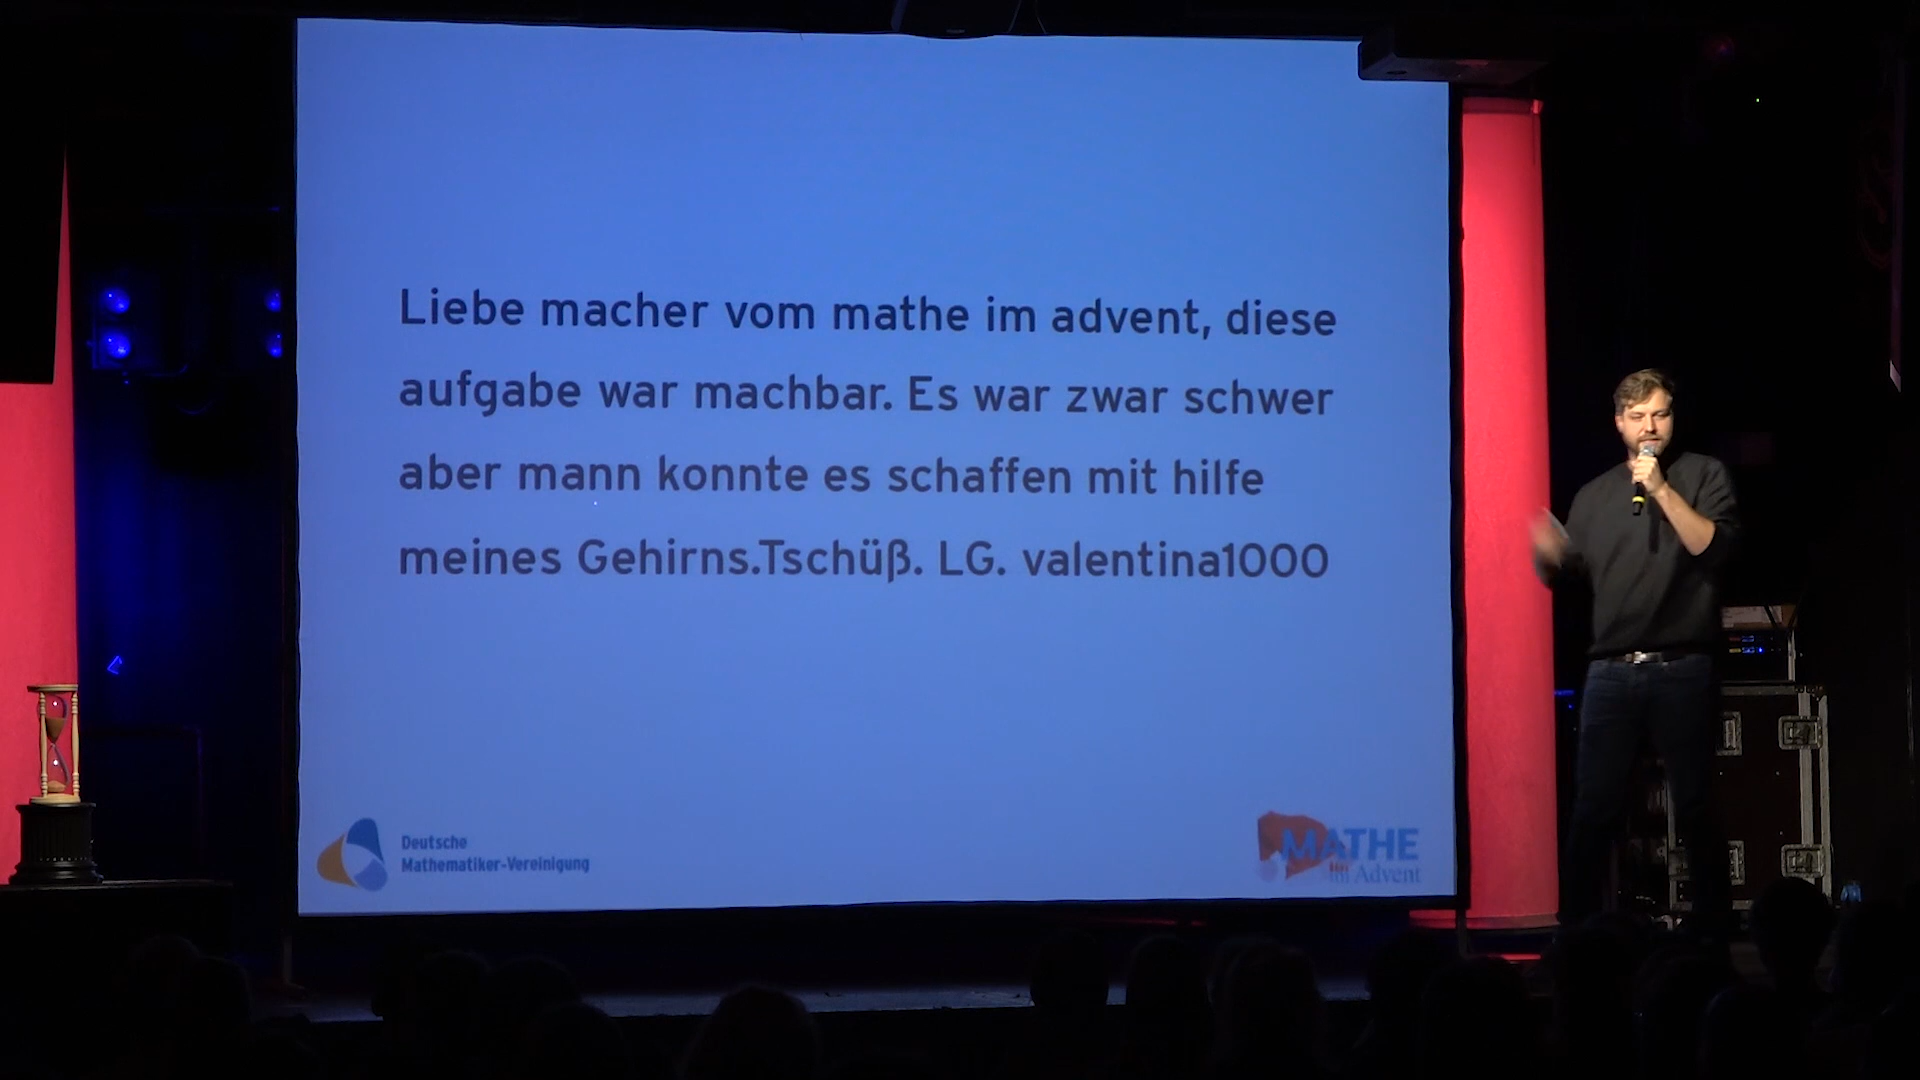 Liebe macher vom mathe im advent, diese
aufgabe war machbar. Es war zwar schwer
aber mann konnte es schaffen mit hilfe
meines Gehirns.Tschüß. LG. valentina1000
Deutsche
Mathematiker-Vereinigung
MATHE
im Advent